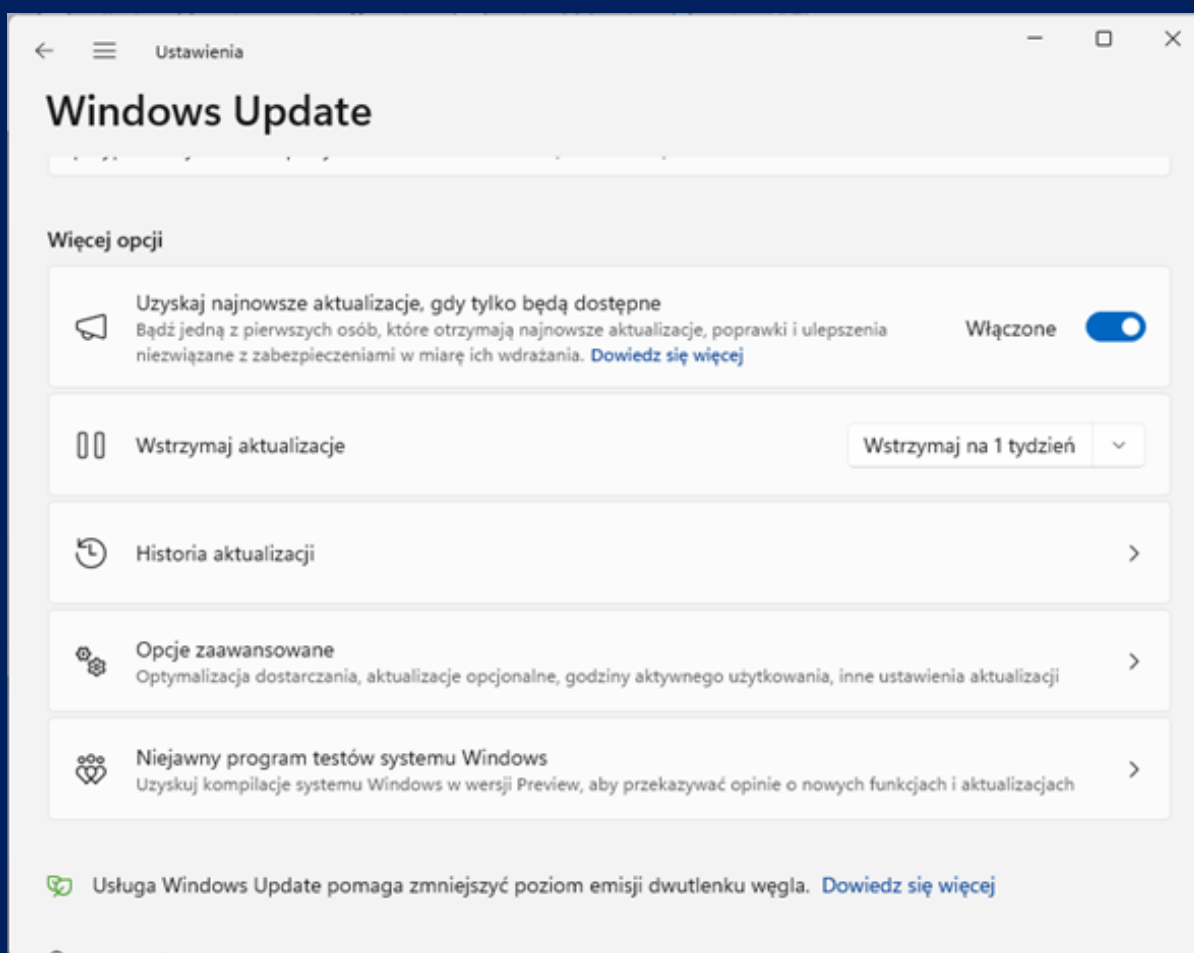 Ustawienia
Windows Update
Więcej opcji
Uzyskaj najnowsze aktualizacje, gdy tylko będą dostępne
Bądź jedną z pierwszych osób, które otrzymają najnowsze aktualizacje, poprawki i ulepszenia
niezwiązane z zabezpieczeniami w miarę ich wdrażania. Dowiedz się więcej
Włączone
Wstrzymaj aktualizacje
Wstrzymaj na 1 tydzień
Historia aktualizacji
Opcje zaawansowane
Optymalizacja dostarczania, aktualizacje opcjonalne, godziny aktywnego użytkowania, inne ustawienia aktualizacji
Niejawny program testów systemu Windows
Uzyskuj kompilacje systemu Windows w wersji Preview, aby przekazywać opinie o nowych funkcjach i aktualizacjach
Usługa Windows Update pomaga zmniejszyć poziom emisji dwutlenku węgla. Dowiedz się więcej